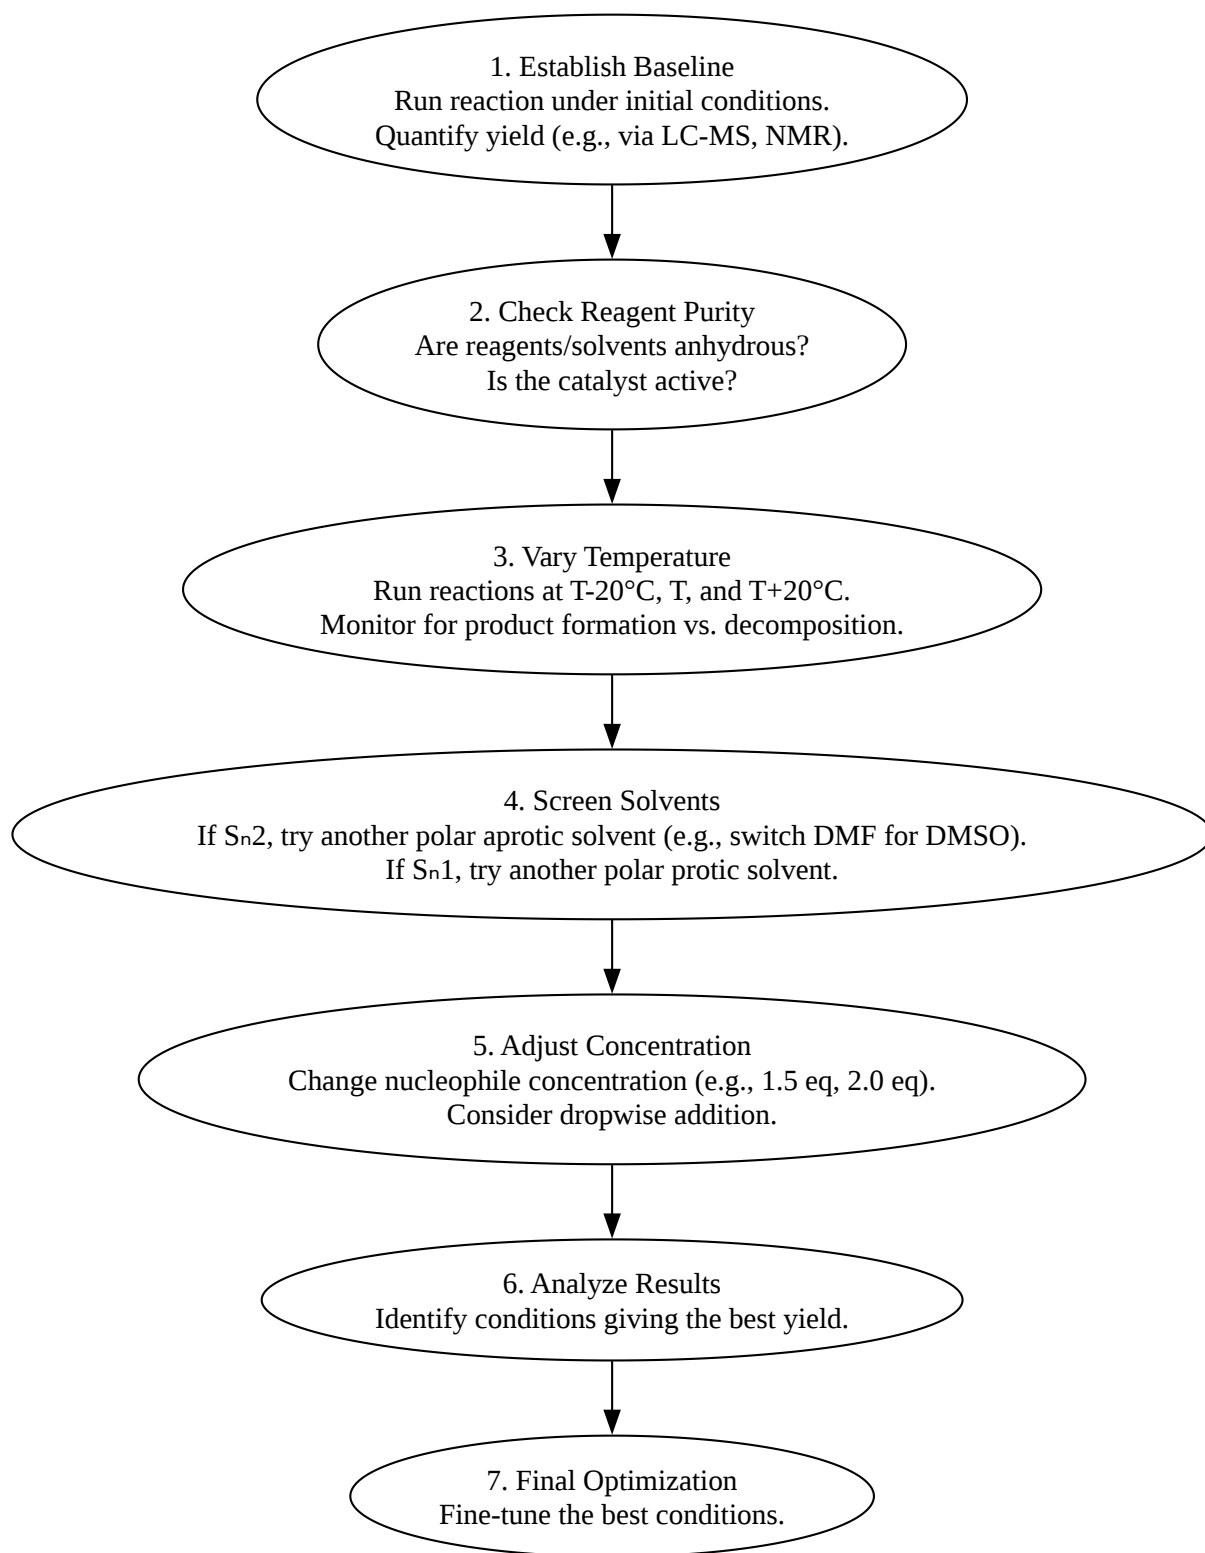 1. Establish Baseline
Run reaction under initial conditions.
Quantify yield (e.g., via LC-MS, NMR).
2. Check Reagent Purity
Are reagents/solvents anhydrous?
Is the catalyst active?
3. Vary Temperature
Run reactions at T-20°C, T, and T+20°C.
Monitor for product formation vs. decomposition.
4. Screen Solvents
If Sₙ2, try another polar aprotic solvent (e.g., switch DMF for DMSO).
If Sₙ1, try another polar protic solvent.
5. Adjust Concentration
Change nucleophile concentration (e.g., 1.5 eq, 2.0 eq).
Consider dropwise addition.
6. Analyze Results
Identify conditions giving the best yield.
7. Final Optimization
Fine-tune the best conditions.